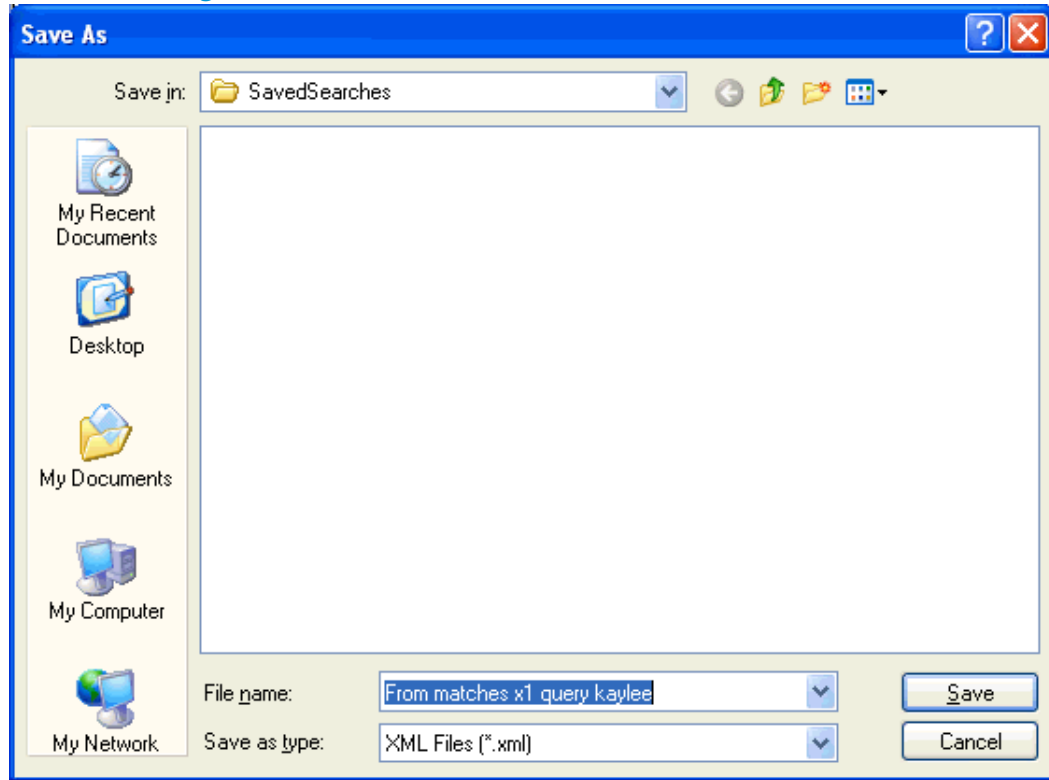 Save As
Save in: SavedSearches
My Recent
Documents
Desktop
My Documents
My Computer
My Network
File name: From matches x1 query kaylee
Save
Save as type: XML Files (*.xml)
Cancel